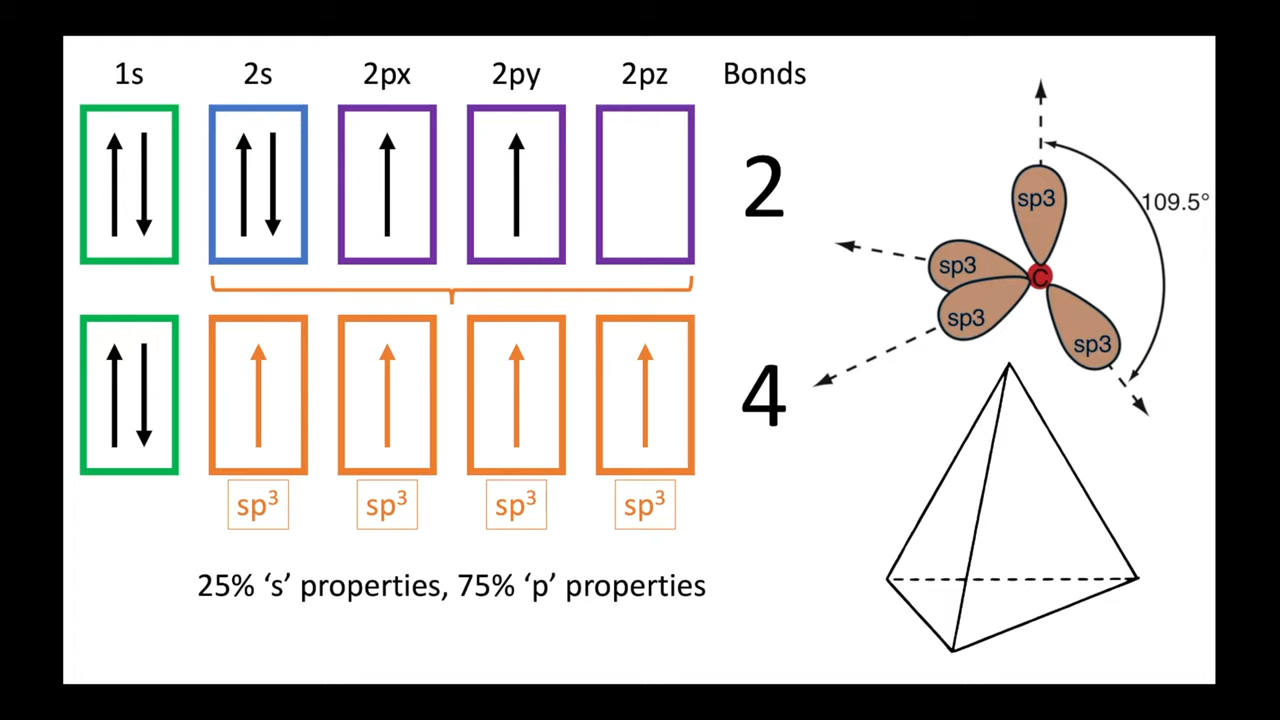 1s 2s 2px 2py 2pz Bonds
2
4
sp³ sp³ sp³ sp³
25% ‘s’ properties, 75% ‘p’ properties
sp3
109.5°
sp3
C
sp3
sp3